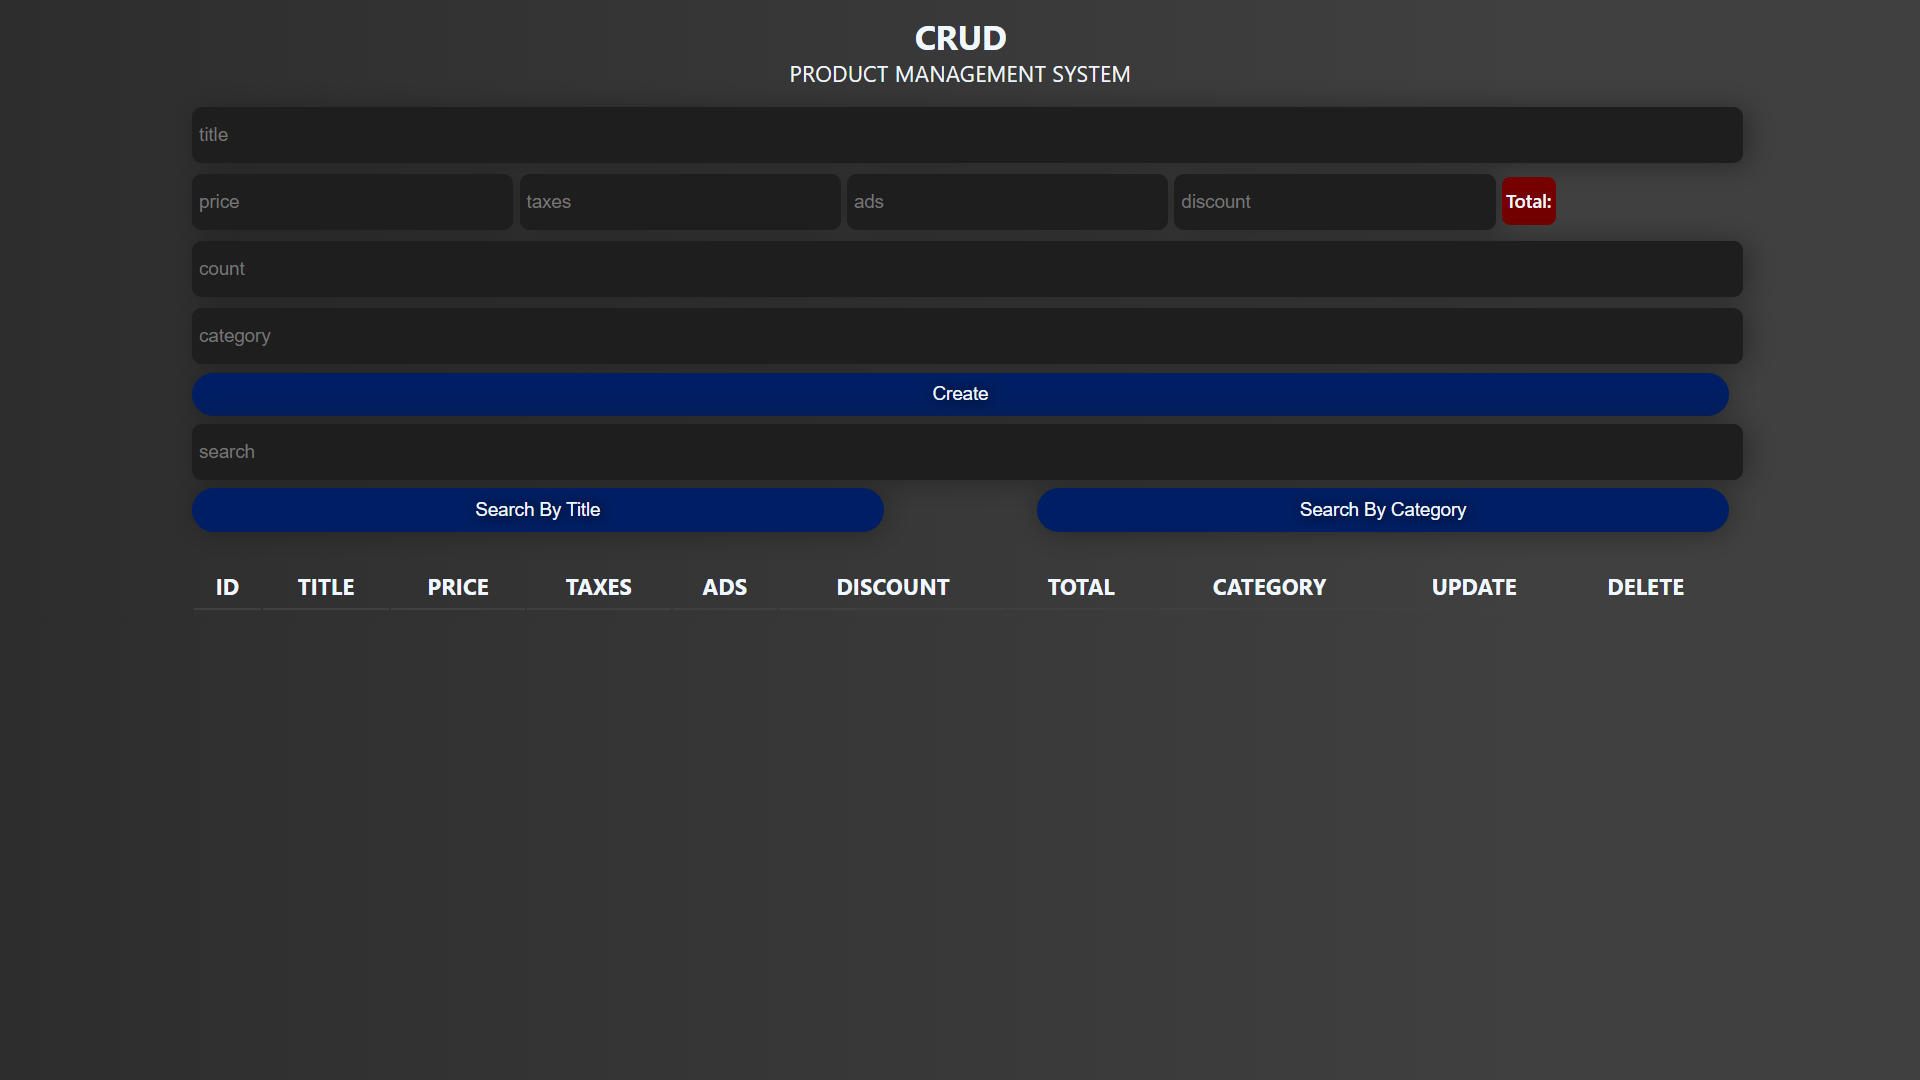 CRUD
PRODUCT MANAGEMENT SYSTEM
title
price taxes ads discount Total:
count
category
Create
search
Search By Title Search By Category
ID TITLE PRICE TAXES ADS DISCOUNT TOTAL CATEGORY UPDATE DELETE